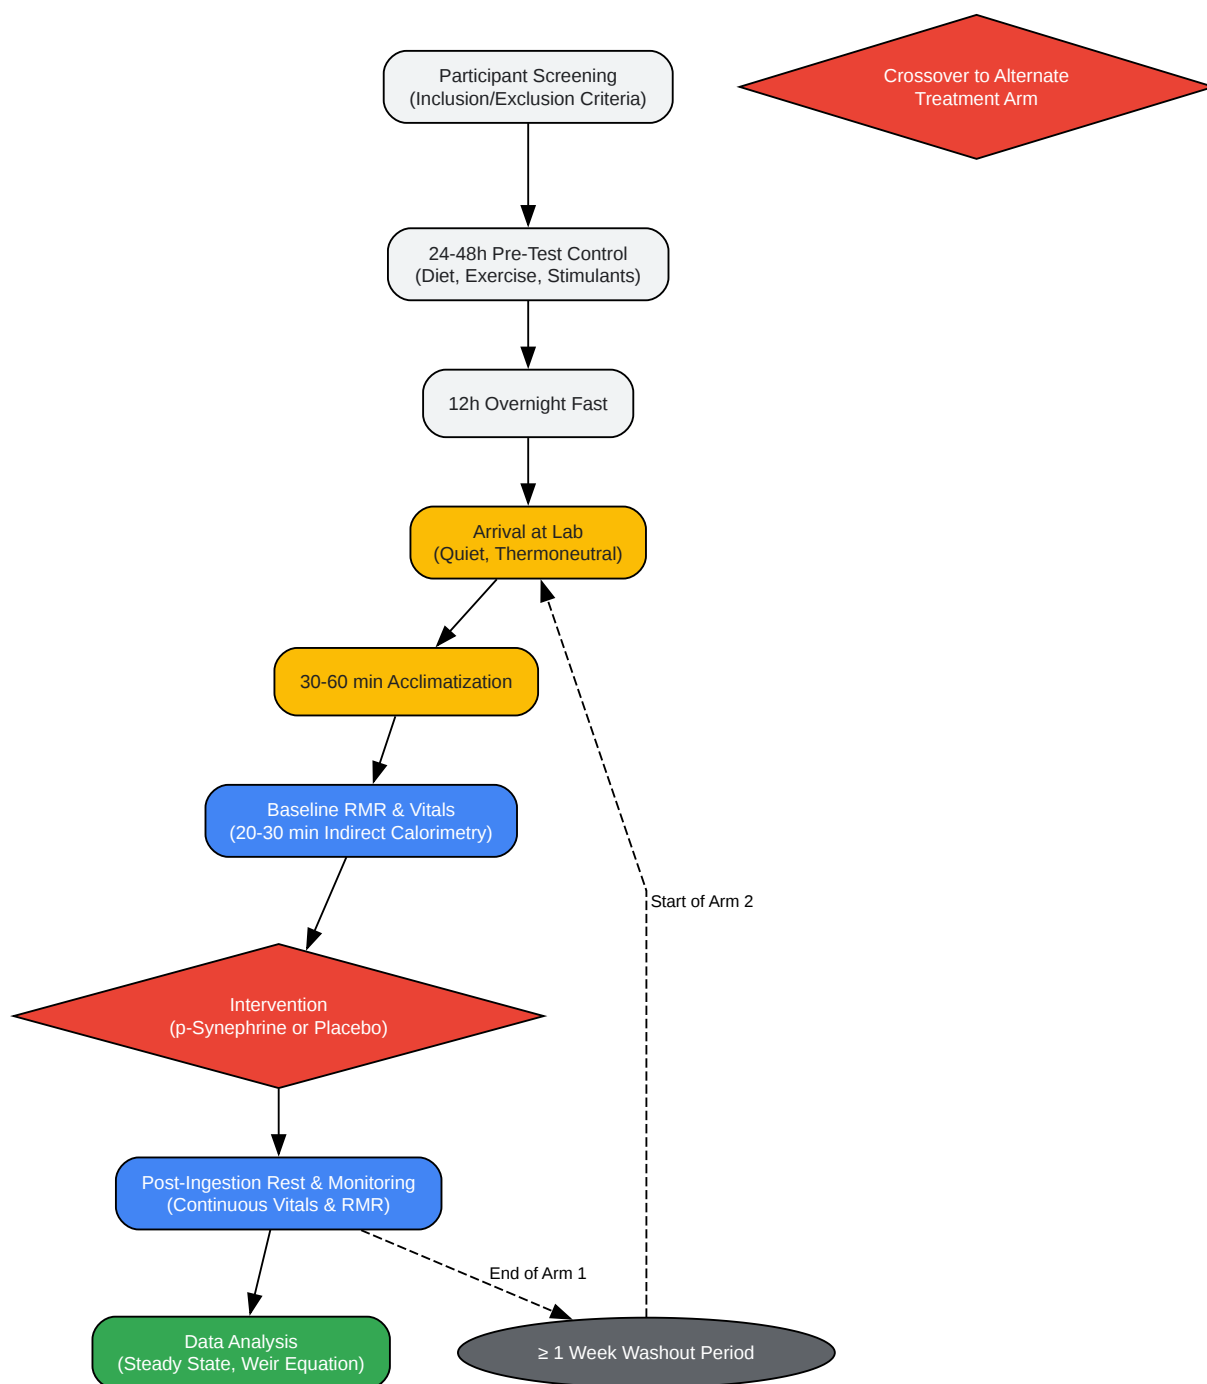 Participant Screening
(Inclusion/Exclusion Criteria)
Crossover to Alternate
Treatment Arm
24-48h Pre-Test Control
(Diet, Exercise, Stimulants)
12h Overnight Fast
Arrival at Lab
(Quiet, Thermoneutral)
30-60 min Acclimatization
Baseline RMR & Vitals
(20-30 min Indirect Calorimetry)
Start of Arm 2
Intervention
(p-Synephrine or Placebo)
Post-Ingestion Rest & Monitoring
(Continuous Vitals & RMR)
End of Arm 1
Data Analysis
(Steady State, Weir Equation)
≥ 1 Week Washout Period